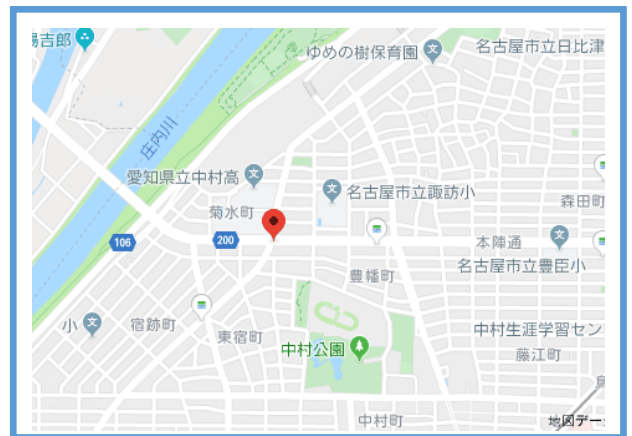 湯吉郎
ゆめの樹保育園
名古屋市立日比津
庄内川
愛知県立中村高
名古屋市立諏訪小
菊水町
森田町
106
200
本陣通
名古屋市立豊臣小
豊幡町
小
宿跡町
東宿町
中村公園
中村生涯学習セン
藤江町
中村町
地図デー